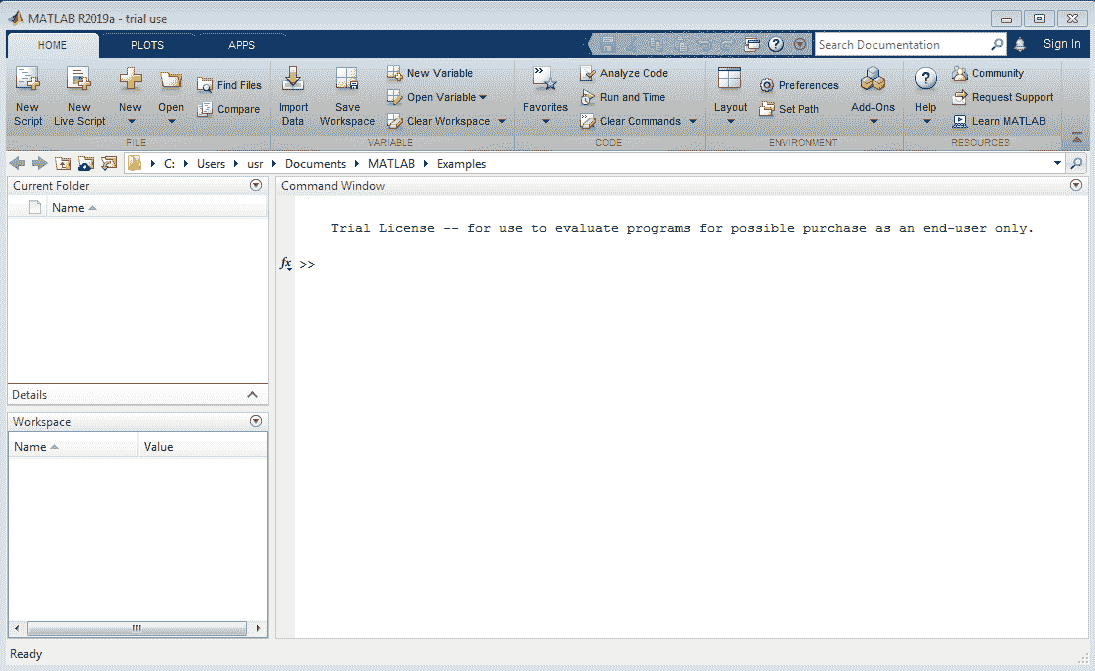 MATLAB R2019a - trial use
HOME PLOTS APPS
Search Documentation Sign In
New Script
New Live Script
New
Open
Find Files
Compare
FILE
Import Data
Save Workspace
New Variable
Open Variable
Clear Workspace
VARIABLE
Favorites
Analyze Code
Run and Time
Clear Commands
CODE
Layout
Preferences
Set Path
Add-Ons
ENVIRONMENT
Help
Community
Request Support
Learn MATLAB
RESOURCES
C: Users usr Documents MATLAB Examples
Current Folder
Name
Details
Workspace
Name Value
Command Window
Trial License -- for use to evaluate programs for possible purchase as an end-user only.
fx >>
Ready